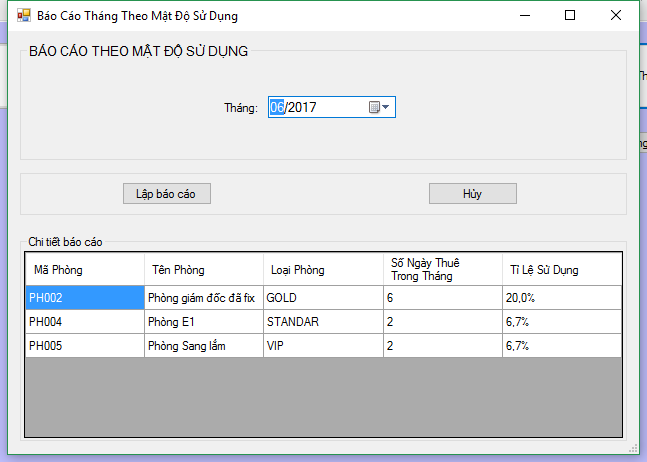 Báo Cáo Tháng Theo Mật Độ Sử Dụng
BÁO CÁO THEO MẬT ĐỘ SỬ DỤNG
Tháng: 06/2017
Lập báo cáo Hủy
Chi tiết báo cáo
Mã Phòng Tên Phòng Loại Phòng Số Ngày Thuê Trong Tháng Tỉ Lệ Sử Dụng
PH002 Phòng giám đốc đã fix GOLD 6 20,0%
PH004 Phòng E1 STANDAR 2 6,7%
PH005 Phòng Sang lắm VIP 2 6,7%